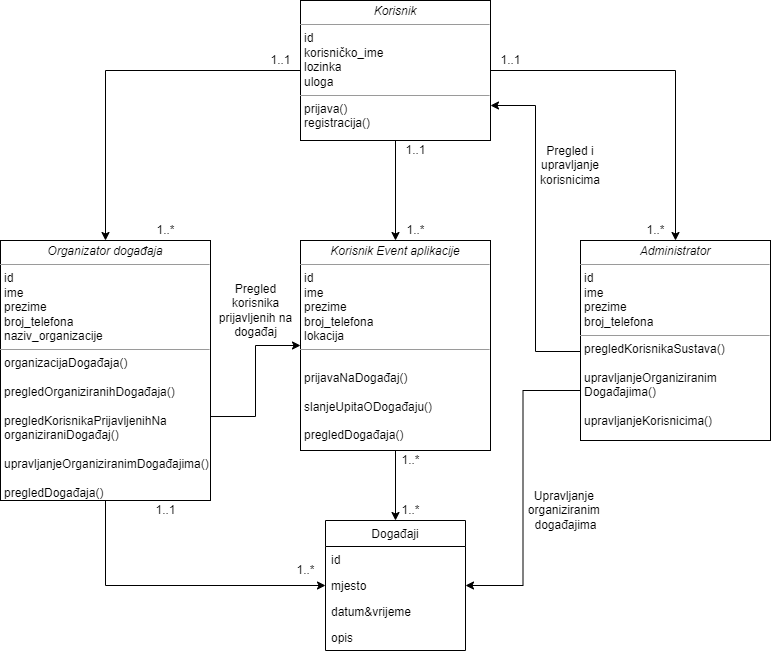 Korisnik
id
korisničko_ime
lozinka
uloga
prijava()
registracija()
1..1
1..1
1..1
Pregled i
upravljanje
korisnicima
1..*
1..*
1..*
Organizator događaja
id
ime
prezime
broj_telefona
naziv_organizacije
organizacijaDogađaja()
pregledOrganiziranihDogađaja()
pregledKorisnikaPrijavljenihNa
organiziraniDogađaj()
upravljanjeOrganiziranimDogađajima()
pregledDogađaja()
Pregled
korisnika
prijavljenih na
događaj
Korisnik Event aplikacije
id
ime
prezime
broj_telefona
lokacija
prijavaNaDogađaj()
slanjeUpitaODogađaju()
pregledDogađaja()
Administrator
id
ime
prezime
broj_telefona
pregledKorisnikaSustava()
upravljanjeOrganiziranim
Događajima()
upravljanjeKorisnicima()
1..*
1..1
1..*
Upravljanje
organiziranim
događajima
1..*
Događaji
id
mjesto
datum&vrijeme
opis